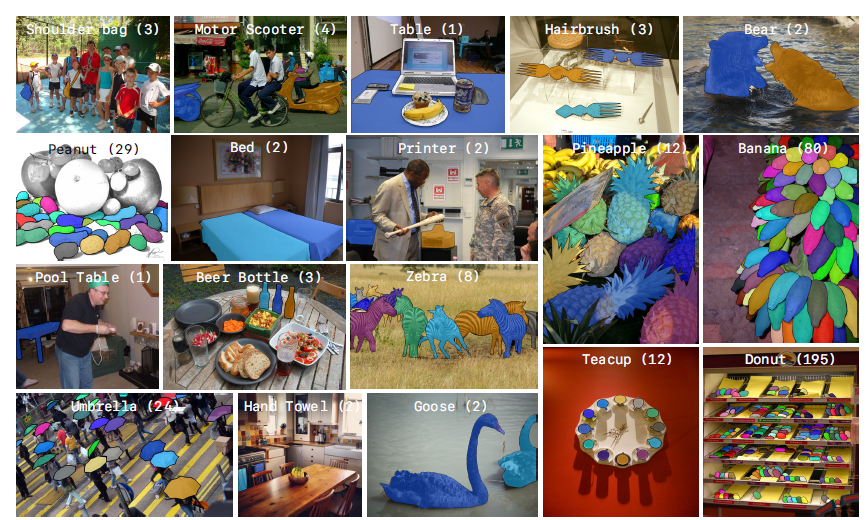 Shoulder bag (3)
Motor Scooter (4)
Table (1)
Hairbrush (3)
Bear (2)
Peanut (29)
Bed (2)
Printer (2)
Pineapple (12)
Banana (80)
Pool Table (1)
Beer Bottle (3)
Zebra (8)
Teacup (12)
Donut (195)
Umbrella (24)
Hand Towel (2)
Goose (2)